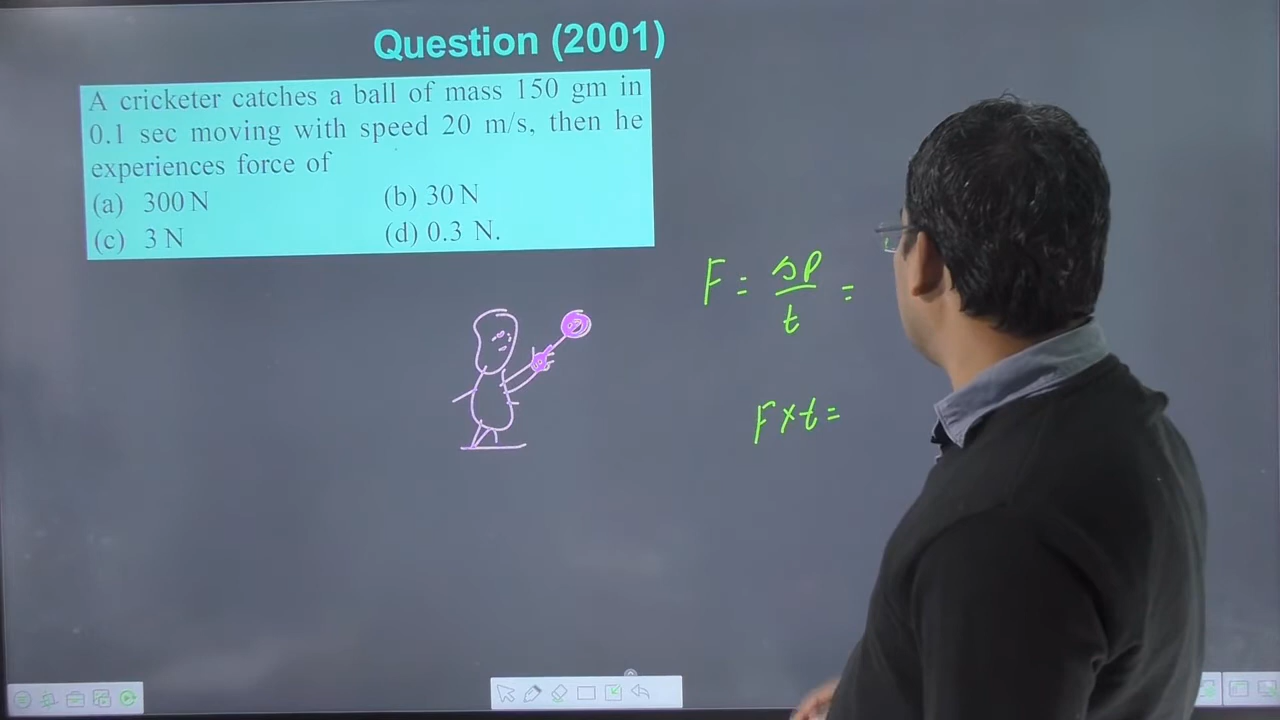 Question (2001)
A cricketer catches a ball of mass 150 gm in
0.1 sec moving with speed 20 m/s, then he
experiences force of
(a) 300 N (b) 30 N
(c) 3 N (d) 0.3 N.
F = ΔP/t =
F × t =